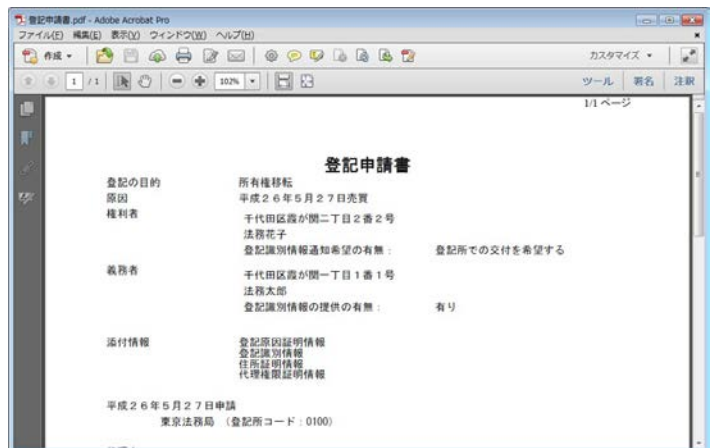 登記申請書.pdf - Adobe Acrobat Pro
ファイル(F) 編集(E) 表示(V) ウィンドウ(W) ヘルプ(H)
作成
カスタマイズ
1 / 1
102%
ツール 署名 注釈
1/1 ページ
登記申請書
登記の目的 所有権移転
原因 平成26年5月27日売買
権利者 千代田区霞が関二丁目2番2号
法務花子
登記識別情報通知希望の有無： 登記所での交付を希望する
義務者 千代田区霞が関一丁目1番1号
法務太郎
登記識別情報の提供の有無： 有り
添付情報 登記原因証明情報
登記識別情報
住所証明情報
代理権限証明情報
平成26年5月27日申請
東京法務局 （登記所コード：0100）